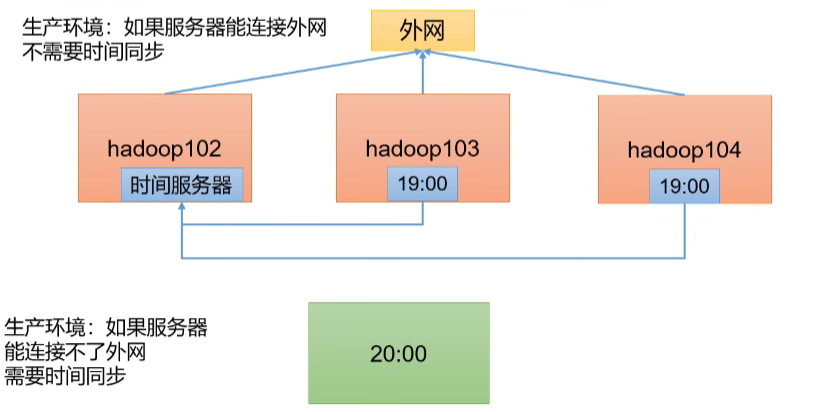 生产环境：如果服务器能连接外网
不需要时间同步
外网
hadoop102
时间服务器
hadoop103
19:00
hadoop104
19:00
生产环境：如果服务器
能连接不了外网
需要时间同步
20:00